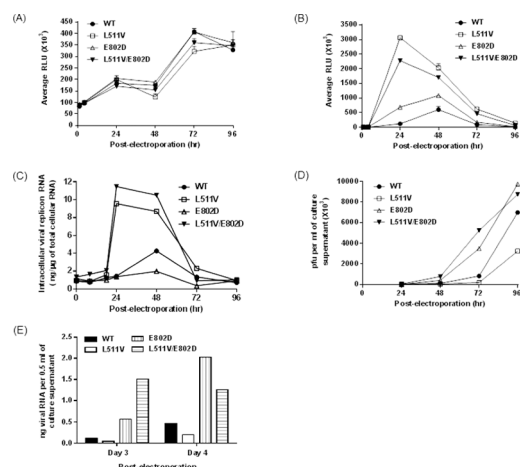 (A)
Average RLU (X10³)
450
400
350
300
250
200
150
100
50
0
WT
L511V
E802D
L511V/E802D
0 24 48 72 96
Post-electroporation (hr)
(B)
Average RLU (X10³)
4000
3500
3000
2500
2000
1500
1000
500
0
WT
L511V
E802D
L511V/E802D
0 24 48 72 96
Post-electroporation (hr)
(C)
Intracellular viral replicon RNA
(ng/μg of total cellular RNA)
14
12
10
8
6
4
2
0
WT
L511V
E802D
L511V/E802D
0 24 48 72 96
Post-electroporation (hr)
(D)
pfu per ml of culture
supernatant (X10³)
10000
8000
6000
4000
2000
0
WT
L511V
E802D
L511V/E802D
0 24 48 72 96
Post-electroporation (hr)
(E)
ng viral RNA per 0.5 ml of
culture supernatant
2.5
2.0
1.5
1.0
0.5
0.0
WT E802D
L511V L511V/E802D
Day 3 Day 4
Post-electroporation